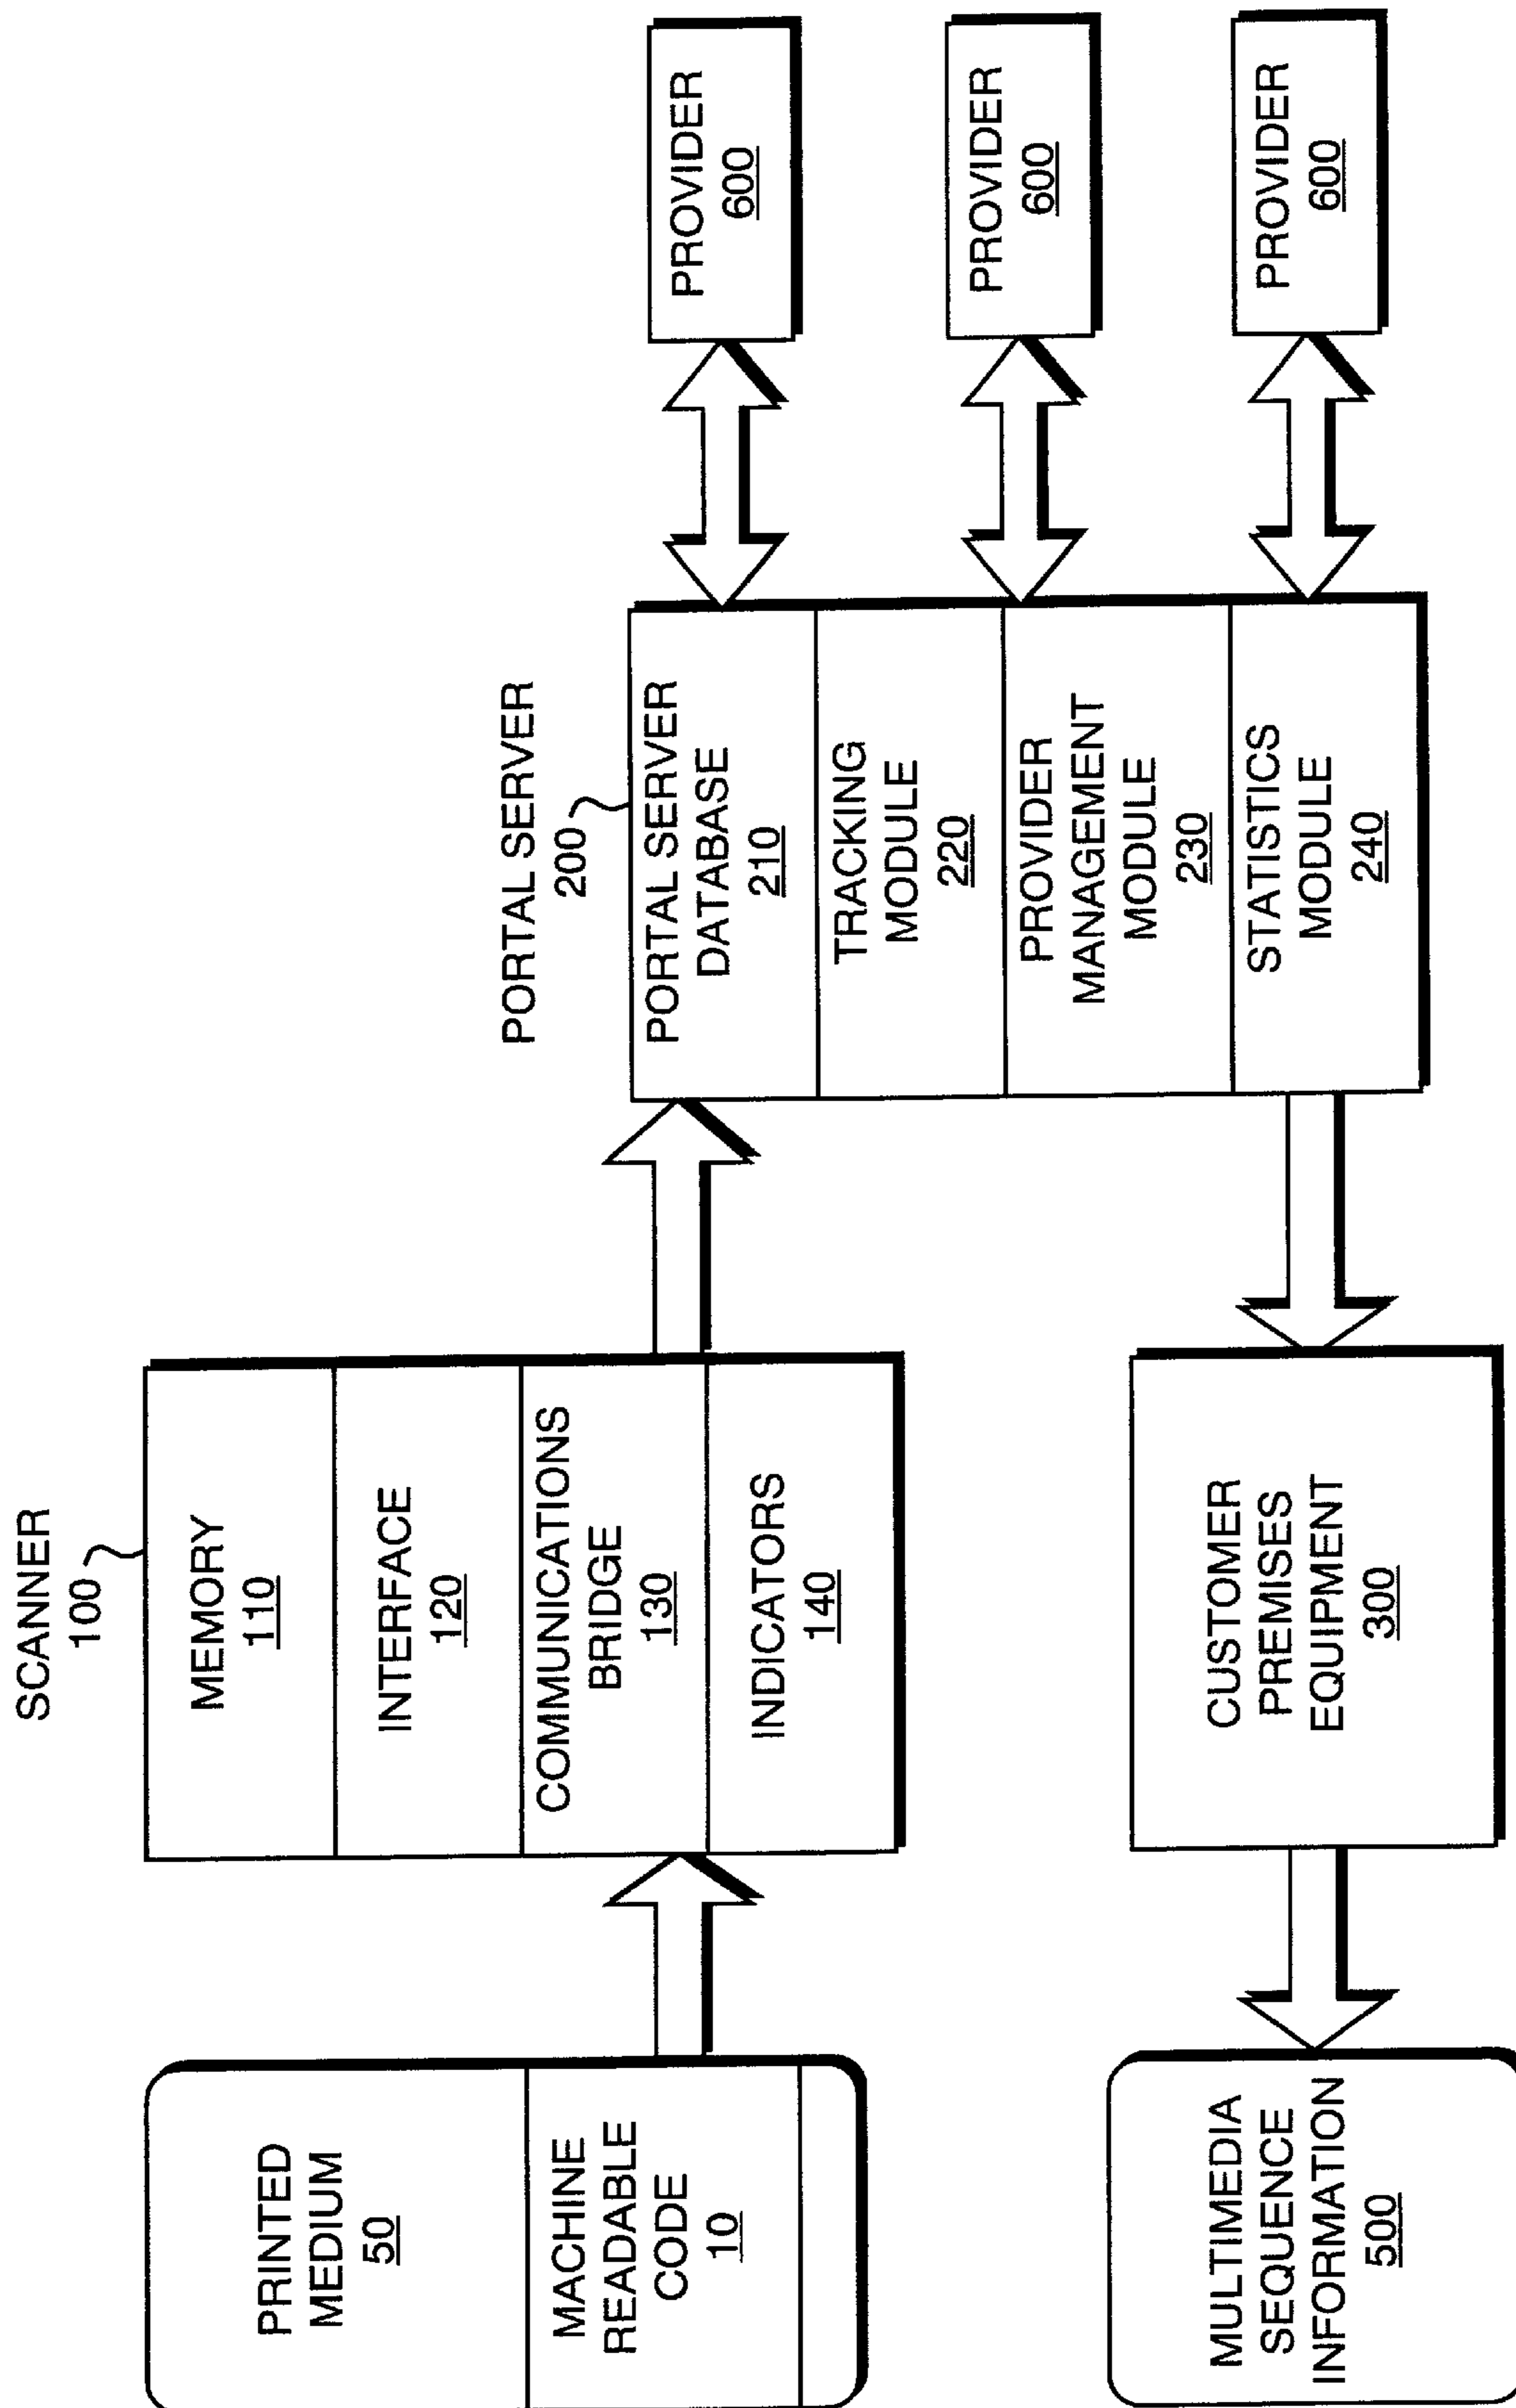 PRINTED
MEDIUM
50
MACHINE
READABLE
CODE
10
SCANNER
100
MEMORY
110
INTERFACE
120
COMMUNICATIONS
BRIDGE
130
INDICATORS
140
PORTAL SERVER
200
PORTAL SERVER
DATABASE
210
TRACKING
MODULE
220
PROVIDER
MANAGEMENT
MODULE
230
STATISTICS
MODULE
240
PROVIDER
600
PROVIDER
600
PROVIDER
600
MULTIMEDIA
SEQUENCE
INFORMATION
500
CUSTOMER
PREMISES
EQUIPMENT
300